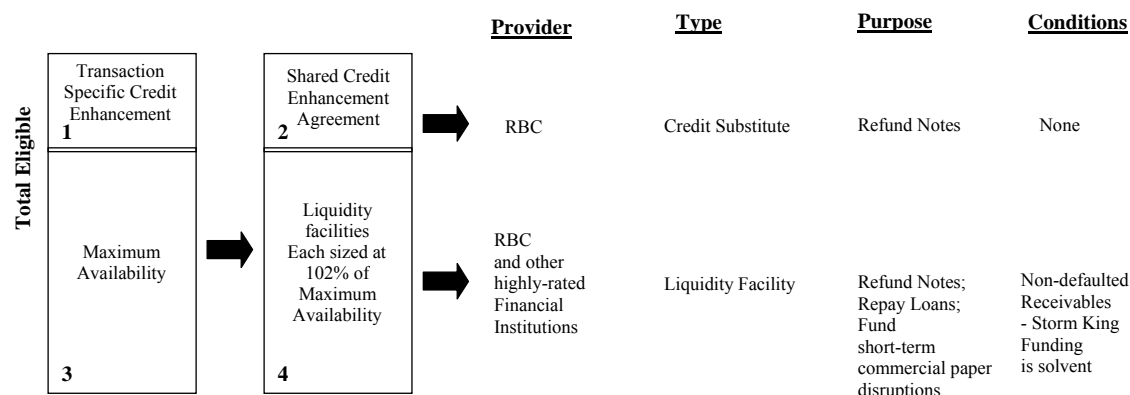 Provider
Type
Purpose
Conditions
Total Eligible
Transaction
Specific Credit
Enhancement
1
Shared Credit
Enhancement
Agreement
2
RBC
Credit Substitute
Refund Notes
None
Maximum
Availability
3
Liquidity
facilities
Each sized at
102% of
Maximum
Availability
4
RBC
and other
highly-rated
Financial
Institutions
Liquidity Facility
Refund Notes;
Repay Loans;
Fund
short-term
commercial paper
disruptions
Non-defaulted
Receivables
- Storm King
Funding
is solvent